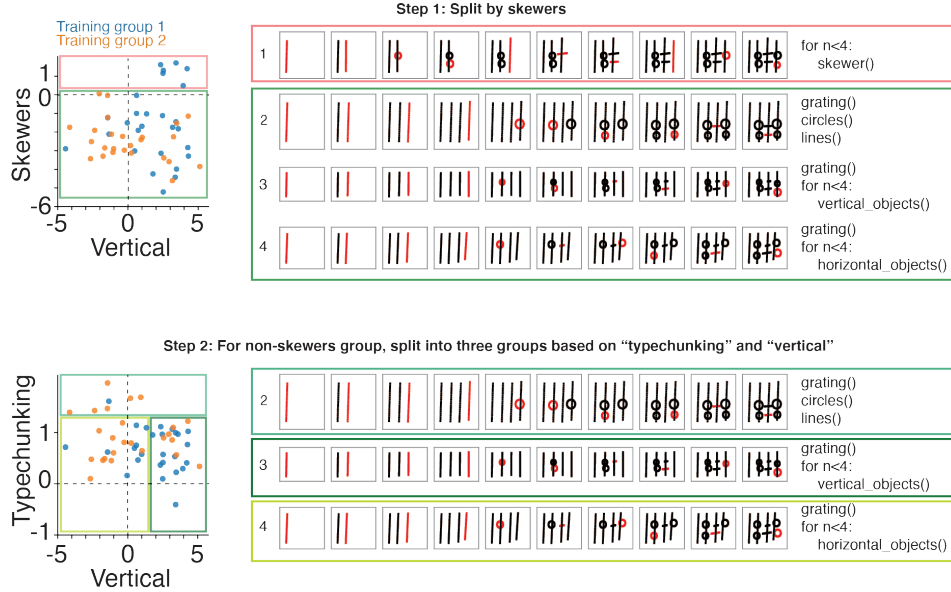 Step 1: Split by skewers
Training group 1
Training group 2
1
0
-6
Skewers
-5
0
5
Vertical
1
for n<4:
skewer()
2
grating()
circles()
lines()
3
grating()
for n<4:
vertical_objects()
4
grating()
for n<4:
horizontal_objects()
Step 2: For non-skewers group, split into three groups based on “typechunking” and “vertical”
1
0
-1
Typechunking
-5
0
5
Vertical
2
grating()
circles()
lines()
3
grating()
for n<4:
vertical_objects()
4
grating()
for n<4:
horizontal_objects()